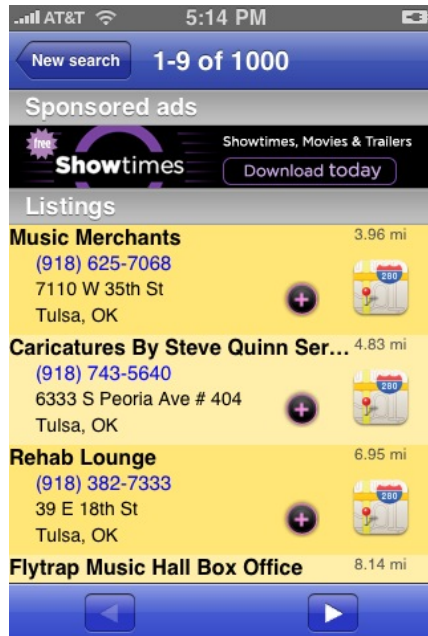 AT&T 5:14 PM
New search 1-9 of 1000
Sponsored ads
free
Showtimes
Showtimes, Movies & Trailers
Download today
Listings
Music Merchants 3.96 mi
(918) 625-7068
7110 W 35th St
280
Tulsa, OK
Caricatures By Steve Quinn Ser... 4.83 mi
(918) 743-5640
280
6333 S Peoria Ave # 404
Tulsa, OK
Rehab Lounge 6.95 mi
(918) 382-7333
280
39 E 18th St
Tulsa, OK
Flytrap Music Hall Box Office 8.14 mi